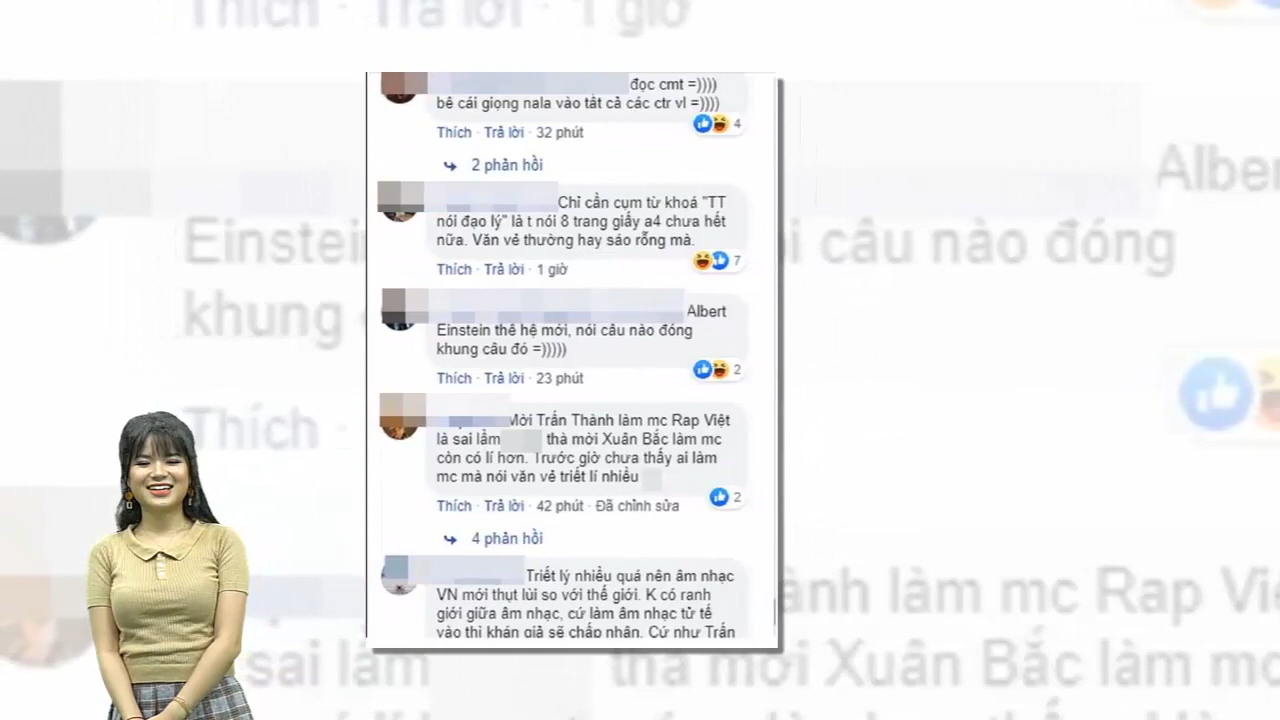 Thích · Trả lời · 1 giờ
đọc cmt =))))
bê cái giọng nala vào tất cả các ctr vl =))))
Thích · Trả lời · 32 phút
4
2 phản hồi
Chỉ cần cụm từ khoá "TT
nói đạo lý" là t nói 8 trang giấy a4 chưa hết
nữa. Văn vẻ thường hay sáo rỗng mà.
Thích · Trả lời · 1 giờ
7
Albert
Einstein thế hệ mới, nói câu nào đóng
khung câu đó =)))))
Thích · Trả lời · 23 phút
2
Mời Trấn Thành làm mc Rap Việt
là sai lầm thà mời Xuân Bắc làm mc
còn có lí hơn. Trước giờ chưa thấy ai làm
mc mà nói văn vẻ triết lí nhiều
Thích · Trả lời · 42 phút · Đã chỉnh sửa
2
4 phản hồi
Triết lý nhiều quá nên âm nhạc
VN mới thụt lùi so với thế giới. K có ranh
giới giữa âm nhạc, cứ làm âm nhạc tử tế
vào thì khán giả sẽ chấp nhận. Cứ như Trấn
Albert
Einstei câu nào đóng
khung
Thích ·
hành làm mc Rap Vi
sai lầm thà mời Xuân Bắc làm mc